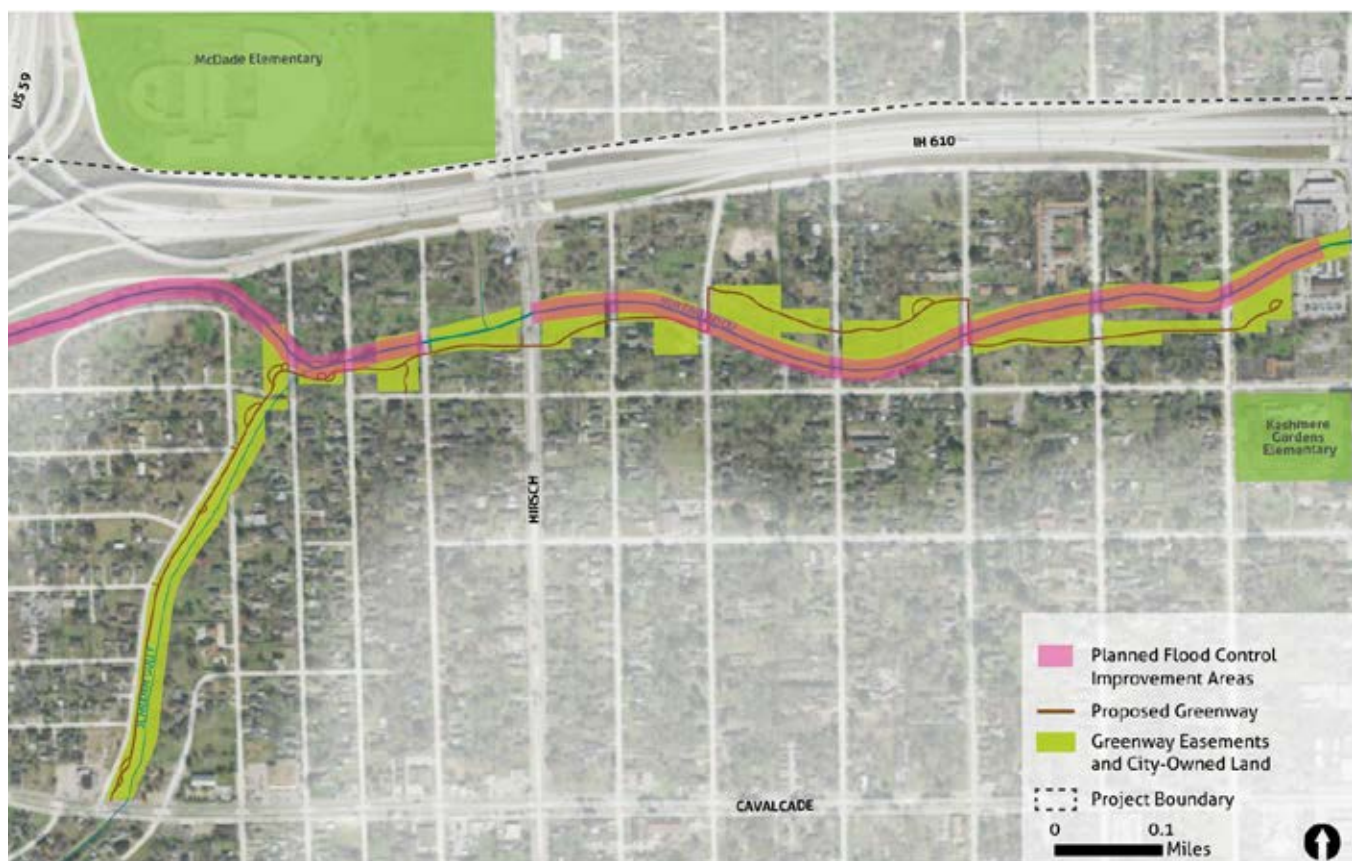 McDade Elementary
US 59
IH 610
Kashmere
Gardens
Elementary
HIRSCH
CAVALCADE
Planned Flood Control
Improvement Areas
Proposed Greenway
Greenway Easements
and City-Owned Land
Project Boundary
0 0.1
Miles